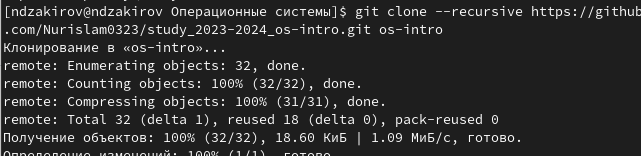 [ndzakirov@ndzakirov Операционные системы]$ git clone --recursive https://github
.com/Nurislam0323/study_2023-2024_os-intro.git os-intro
Клонирование в «os-intro»...
remote: Enumerating objects: 32, done.
remote: Counting objects: 100% (32/32), done.
remote: Compressing objects: 100% (31/31), done.
remote: Total 32 (delta 1), reused 18 (delta 0), pack-reused 0
Получение объектов: 100% (32/32), 18.60 КиБ | 1.09 МиБ/с, готово.
Определение изменений: 100% (1/1), готово.